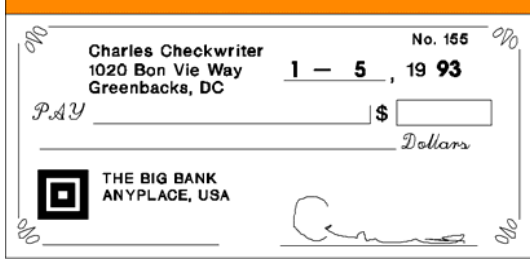 No. 155
Charles Checkwriter
1020 Bon Vie Way
Greenbacks, DC
1 – 5, 19 93
PAY $
Dollars
THE BIG BANK
ANYPLACE, USA